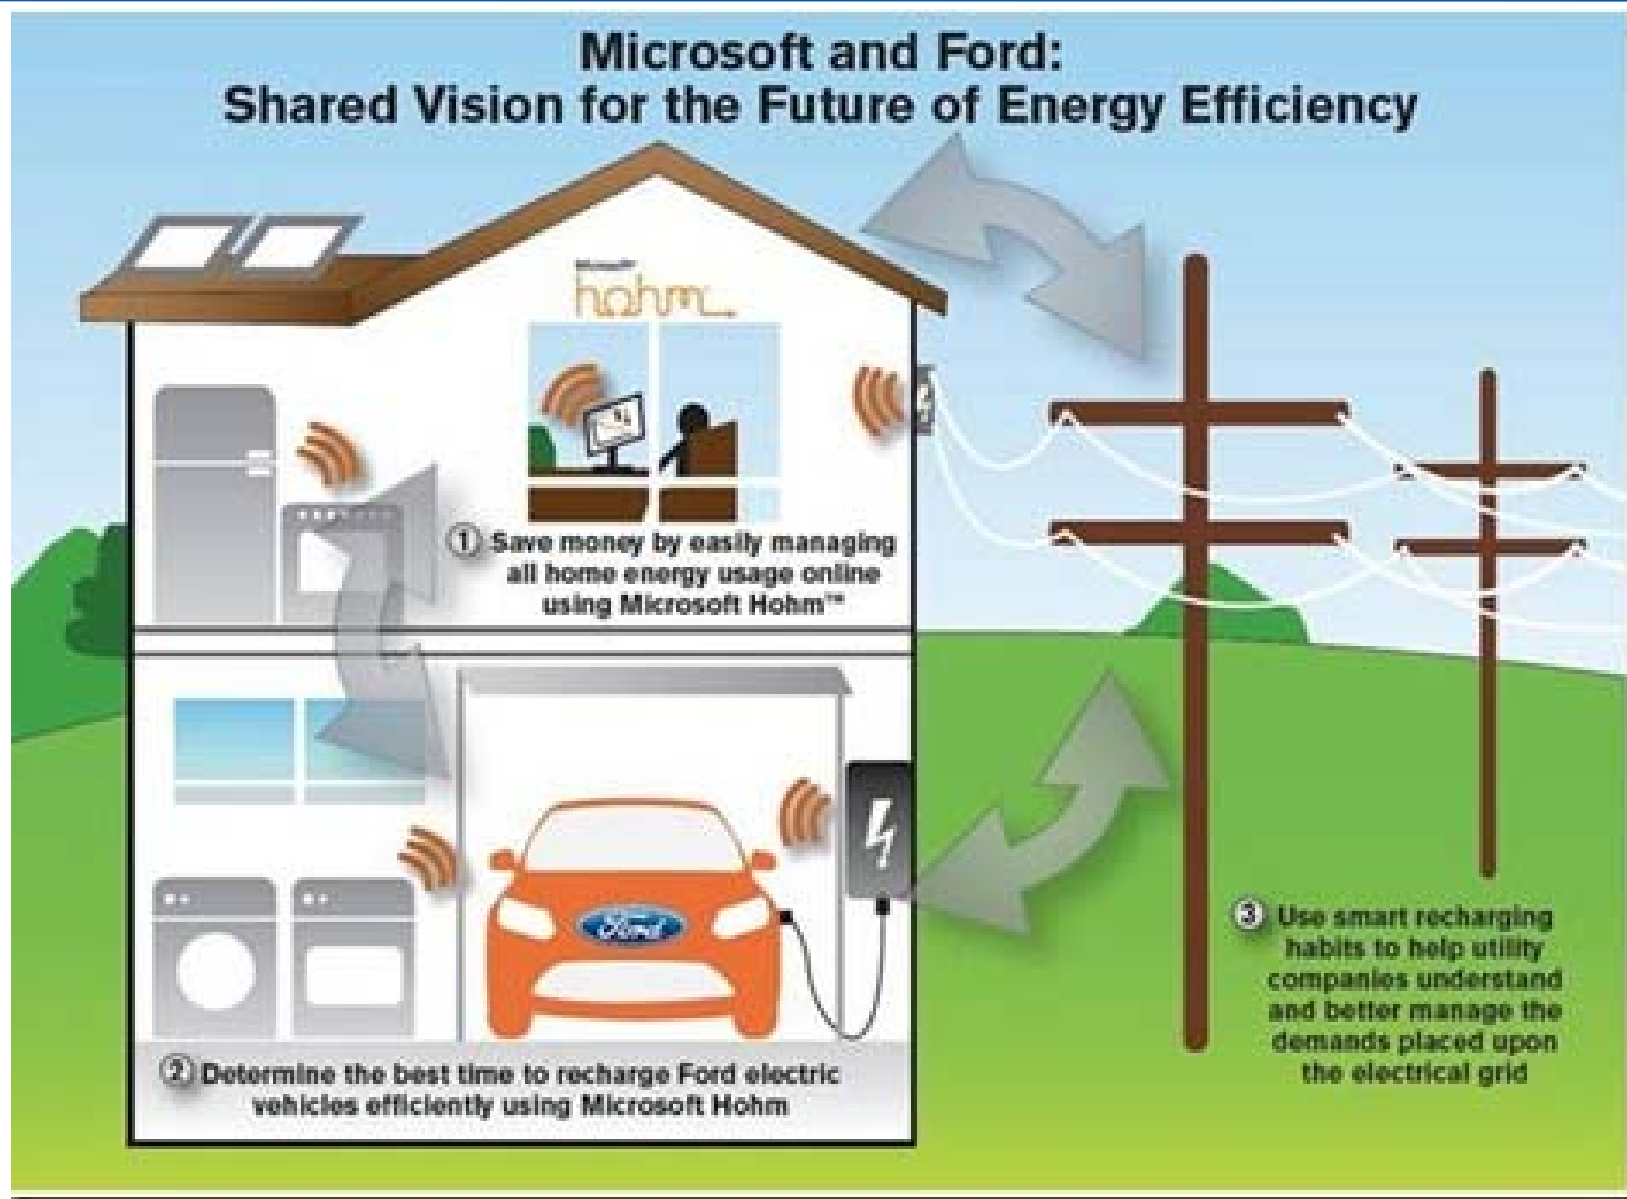 Microsoft and Ford:
Shared Vision for the Future of Energy Efficiency
Microsoft
hohm
1 Save money by easily managing
all home energy usage online
using Microsoft Hohm™
Ford
2 Determine the best time to recharge Ford electric
vehicles efficiently using Microsoft Hohm
3 Use smart recharging
habits to help utility
companies understand
and better manage the
demands placed upon
the electrical grid